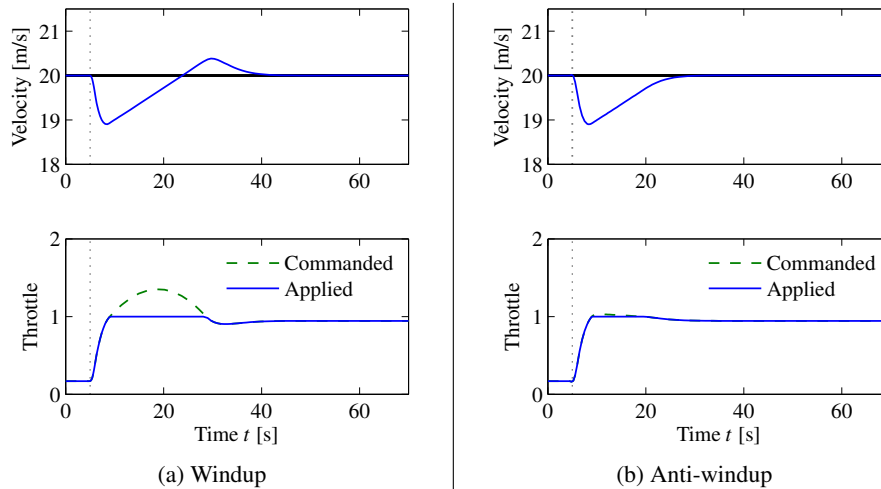 21
20
19
18
Velocity [m/s]
0 20 40 60
2
1
0
Throttle
Commanded
Applied
0 20 40 60
Time t [s]
(a) Windup
21
20
19
18
Velocity [m/s]
0 20 40 60
2
1
0
Throttle
Commanded
Applied
0 20 40 60
Time t [s]
(b) Anti-windup